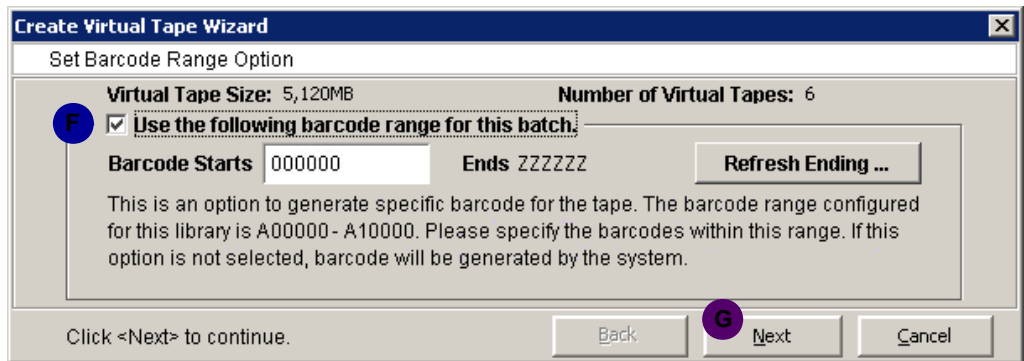 Create Virtual Tape Wizard
Set Barcode Range Option
Virtual Tape Size: 5,120MB Number of Virtual Tapes: 6
F Use the following barcode range for this batch.
Barcode Starts 000000 Ends ZZZZZZ Refresh Ending ...
This is an option to generate specific barcode for the tape. The barcode range configured
for this library is A00000 - A10000. Please specify the barcodes within this range. If this
option is not selected, barcode will be generated by the system.
Click <Next> to continue. Back G Next Cancel